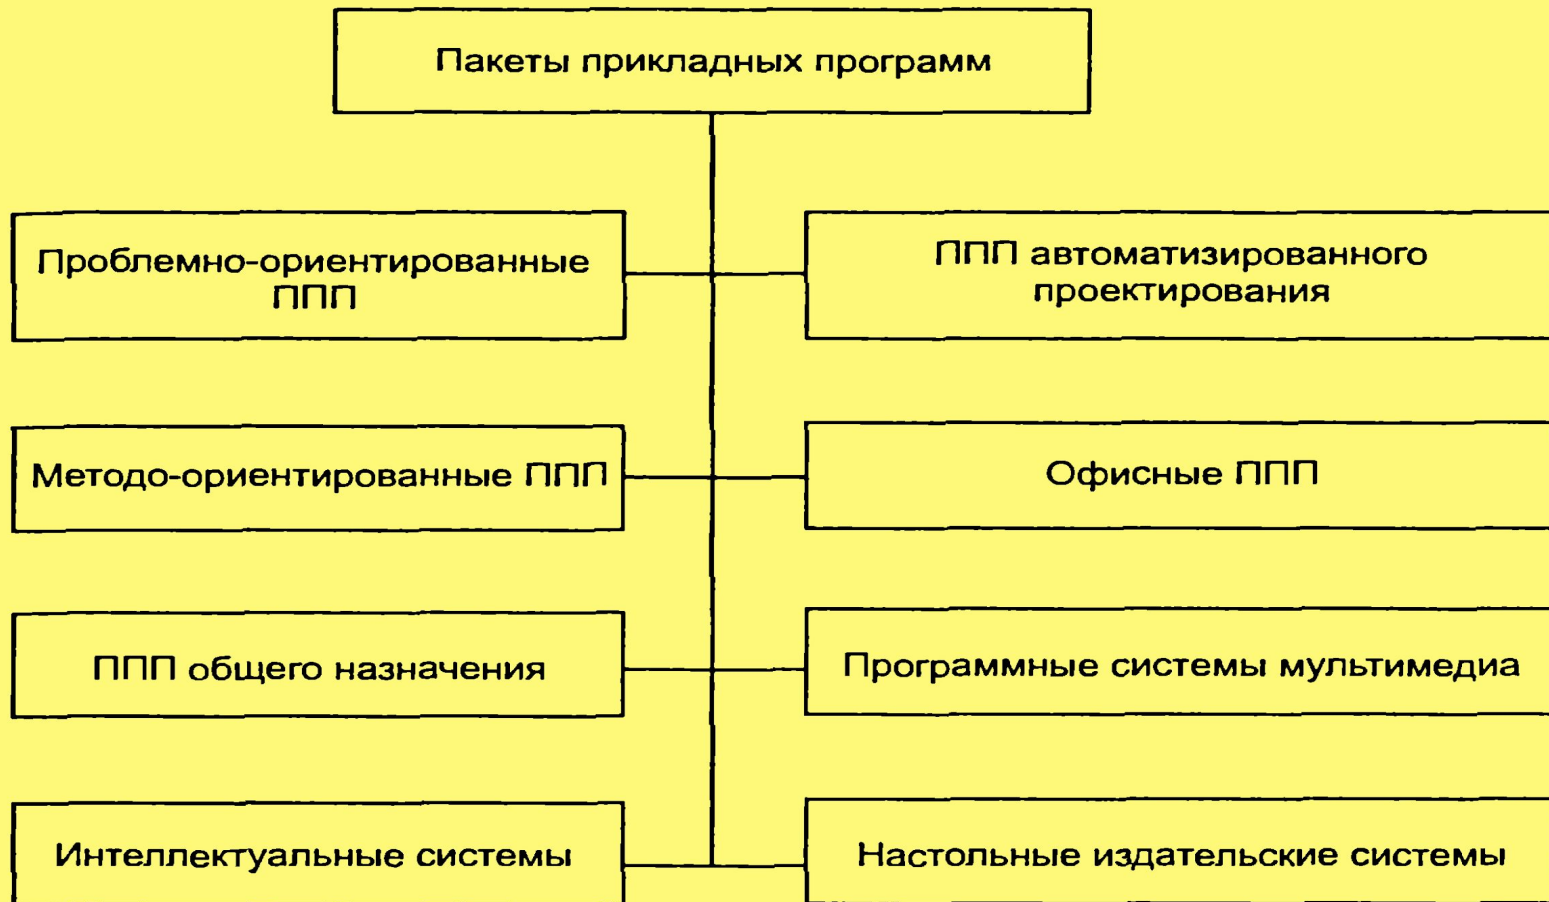 Пакеты прикладных программ
Проблемно-ориентированные
ППП
ППП автоматизированного
проектирования
Методо-ориентированные ППП
Офисные ППП
ППП общего назначения
Программные системы мультимедиа
Интеллектуальные системы
Настольные издательские системы